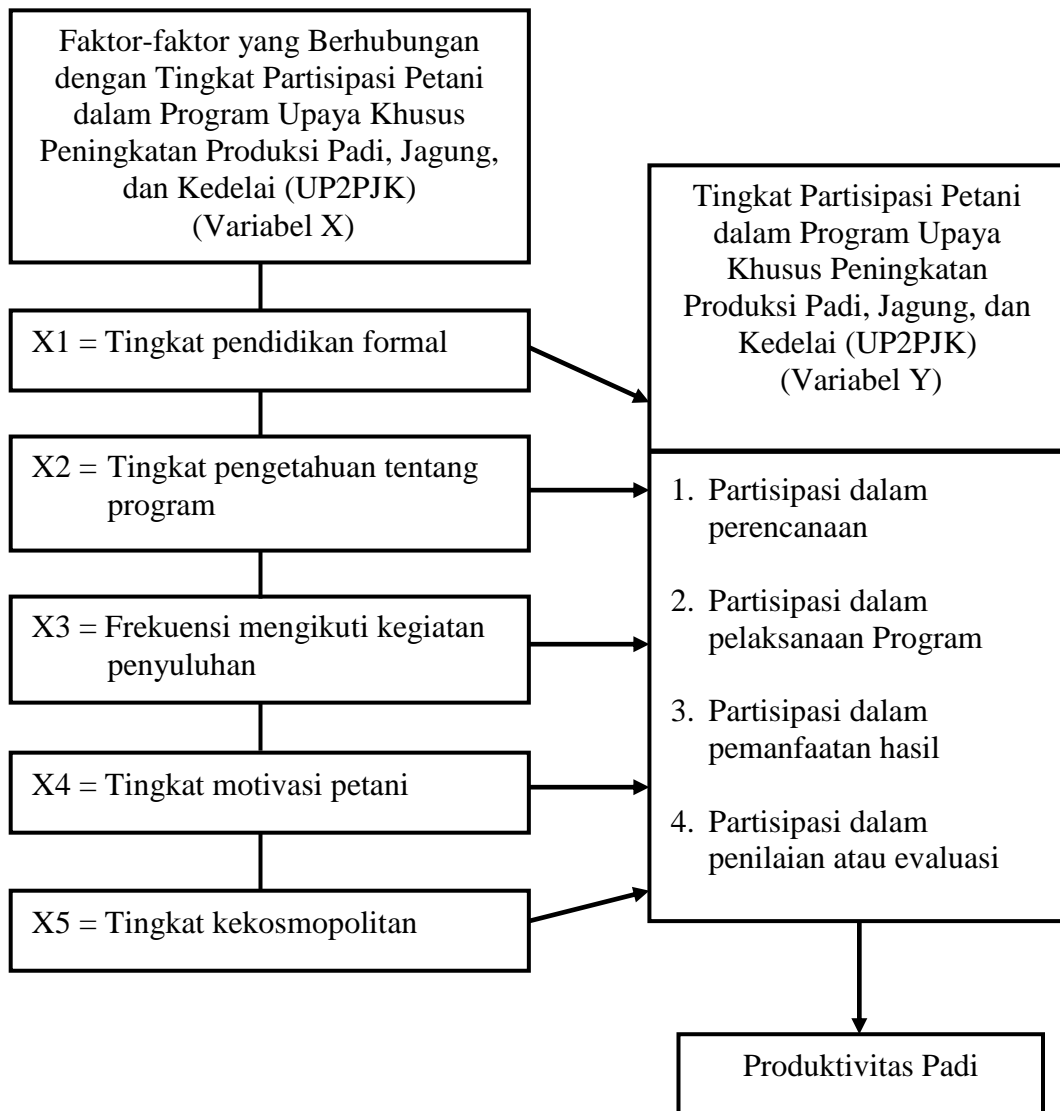 Faktor-faktor yang Berhubungan
dengan Tingkat Partisipasi Petani
dalam Program Upaya Khusus
Peningkatan Produksi Padi, Jagung,
dan Kedelai (UP2PJK)
(Variabel X)
X1 = Tingkat pendidikan formal
X2 = Tingkat pengetahuan tentang
program
X3 = Frekuensi mengikuti kegiatan
penyuluhan
X4 = Tingkat motivasi petani
X5 = Tingkat kekosmopolitan
Tingkat Partisipasi Petani
dalam Program Upaya
Khusus Peningkatan
Produksi Padi, Jagung, dan
Kedelai (UP2PJK)
(Variabel Y)
1. Partisipasi dalam
perencanaan
2. Partisipasi dalam
pelaksanaan Program
3. Partisipasi dalam
pemanfaatan hasil
4. Partisipasi dalam
penilaian atau evaluasi
Produktivitas Padi